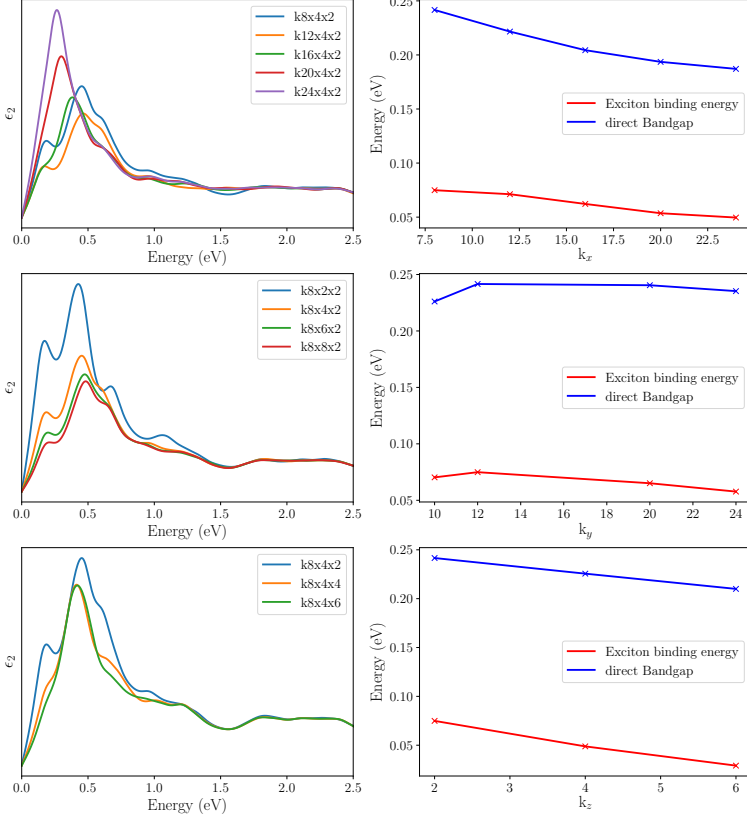 k8x4x2
k12x4x2
k16x4x2
k20x4x2
k24x4x2
ϵ2
0.0 0.5 1.0 1.5 2.0 2.5
Energy (eV)
0.25
0.20
0.15
0.10
0.05
Energy (eV)
Exciton binding energy
direct Bandgap
7.5 10.0 12.5 15.0 17.5 20.0 22.5
kx
k8x2x2
k8x4x2
k8x6x2
k8x8x2
ϵ2
0.0 0.5 1.0 1.5 2.0 2.5
Energy (eV)
0.25
0.20
0.15
0.10
0.05
Energy (eV)
Exciton binding energy
direct Bandgap
10 12 14 16 18 20 22 24
ky
k8x4x2
k8x4x4
k8x4x6
ϵ2
0.0 0.5 1.0 1.5 2.0 2.5
Energy (eV)
0.25
0.20
0.15
0.10
0.05
Energy (eV)
Exciton binding energy
direct Bandgap
2 3 4 5 6
kz